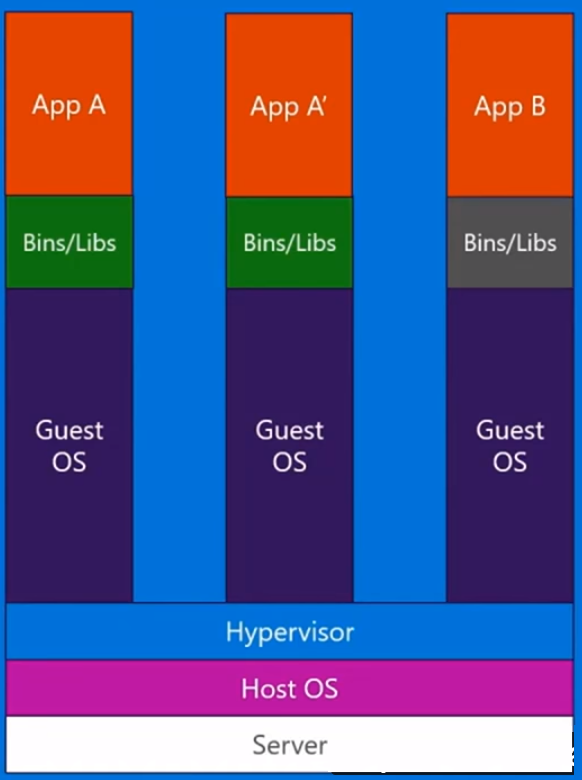 App A
App A’
App B
Bins/Libs
Bins/Libs
Bins/Libs
Guest
OS
Guest
OS
Guest
OS
Hypervisor
Host OS
Server